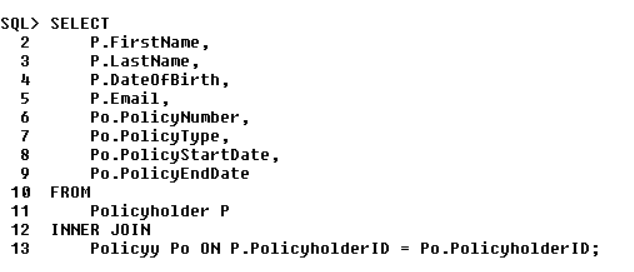 SQL> SELECT
  2      P.FirstName,
  3      P.LastName,
  4      P.DateOfBirth,
  5      P.Email,
  6      Po.PolicyNumber,
  7      Po.PolicyType,
  8      Po.PolicyStartDate,
  9      Po.PolicyEndDate
 10  FROM
 11      Policyholder P
 12  INNER JOIN
 13      Policyy Po ON P.PolicyholderID = Po.PolicyholderID;